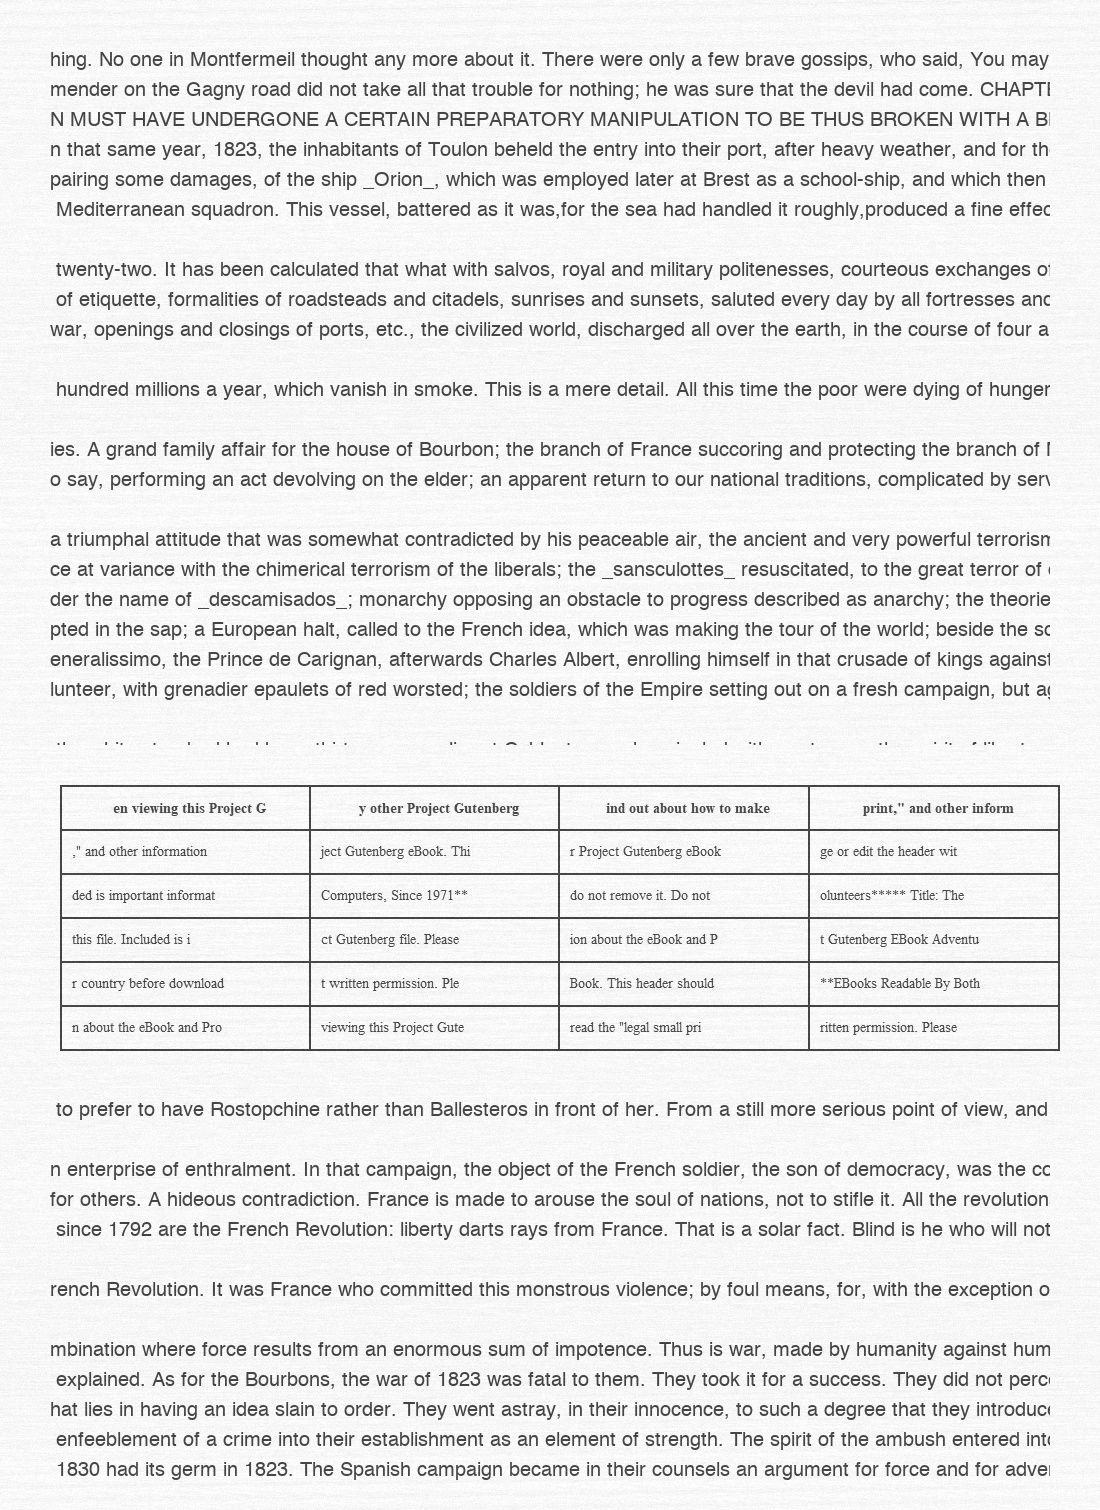 hing. No one in Montfermeil thought any more about it. There were only a few brave gossips, who said, You may
mender on the Gagny road did not take all that trouble for nothing; he was sure that the devil had come. CHAPTE
N MUST HAVE UNDERGONE A CERTAIN PREPARATORY MANIPULATION TO BE THUS BROKEN WITH A
n that same year, 1823, the inhabitants of Toulon beheld the entry into their port, after heavy weather, and for th
pairing some damages, of the ship _Orion_, which was employed later at Brest as a school-ship, and which then
Mediterranean squadron. This vessel, battered as it was,for the sea had handled it roughly,produced a fine effec
twenty-two. It has been calculated that what with salvos, royal and military politenesses, courteous exchanges of
of etiquette, formalities of roadsteads and citadels, sunrises and sunsets, saluted every day by all fortresses and
war, openings and closings of ports, etc., the civilized world, discharged all over the earth, in the course of four a
hundred millions a year, which vanish in smoke. This is a mere detail. All this time the poor were dying of hunger
ies. A grand family affair for the house of Bourbon; the branch of France succoring and protecting the branch of
o say, performing an act devolving on the elder; an apparent return to our national traditions, complicated by serv
a triumphal attitude that was somewhat contradicted by his peaceable air, the ancient and very powerful terrorism
ce at variance with the chimerical terrorism of the liberals; the _sansculottes_ resuscitated, to the great terror of
der the name of _descamisados_; monarchy opposing an obstacle to progress described as anarchy; the theorie
pted in the sap; a European halt, called to the French idea, which was making the tour of the world; beside the so
eneralissimo, the Prince de Carignan, afterwards Charles Albert, enrolling himself in that crusade of kings against
lunteer, with grenadier epaulets of red worsted; the soldiers of the Empire setting out on a fresh campaign, but ag
en viewing this Project G | y other Project Gutenberg | ind out about how to make | print," and other inform
," and other information | ject Gutenberg eBook. Thi | r Project Gutenberg eBook | ge or edit the header wit
ded is important informat | Computers, Since 1971** | do not remove it. Do not | olunteers***** Title: The
this file. Included is i | ct Gutenberg file. Please | ion about the eBook and P | t Gutenberg EBook Adventu
r country before download | t written permission. Ple | Book. This header should | **EBooks Readable By Both
n about the eBook and Pro | viewing this Project Gute | read the "legal small pri | ritten permission. Please
to prefer to have Rostopchine rather than Ballesteros in front of her. From a still more serious point of view, and
n enterprise of enthralment. In that campaign, the object of the French soldier, the son of democracy, was the co
for others. A hideous contradiction. France is made to arouse the soul of nations, not to stifle it. All the revolution
since 1792 are the French Revolution: liberty darts rays from France. That is a solar fact. Blind is he who will not
rench Revolution. It was France who committed this monstrous violence; by foul means, for, with the exception o
mbination where force results from an enormous sum of impotence. Thus is war, made by humanity against hum
explained. As for the Bourbons, the war of 1823 was fatal to them. They took it for a success. They did not perce
hat lies in having an idea slain to order. They went astray, in their innocence, to such a degree that they introduce
enfeeblement of a crime into their establishment as an element of strength. The spirit of the ambush entered into
1830 had its germ in 1823. The Spanish campaign became in their counsels an argument for force and for adven